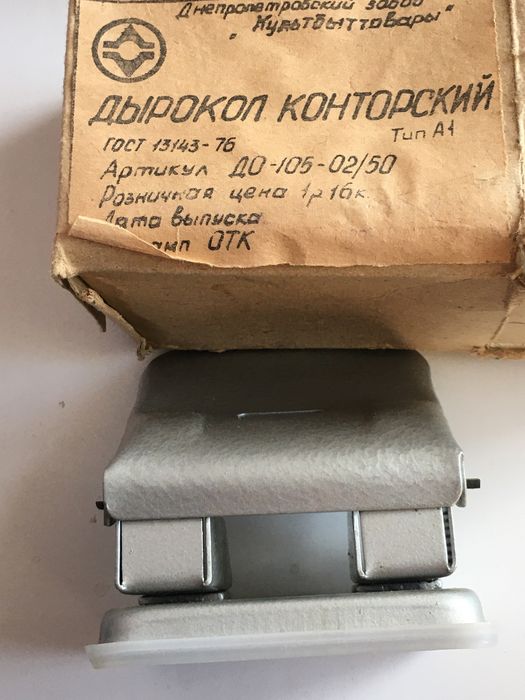 Днепропетровский завод
"Культбыттовары"
ДЫРОКОЛ КОНТОРСКИЙ
Тип А1
ГОСТ 13143-76
Артикул ДО-105-02/50
Розничная цена 1р 16к.
Дата выпуска
ОТК